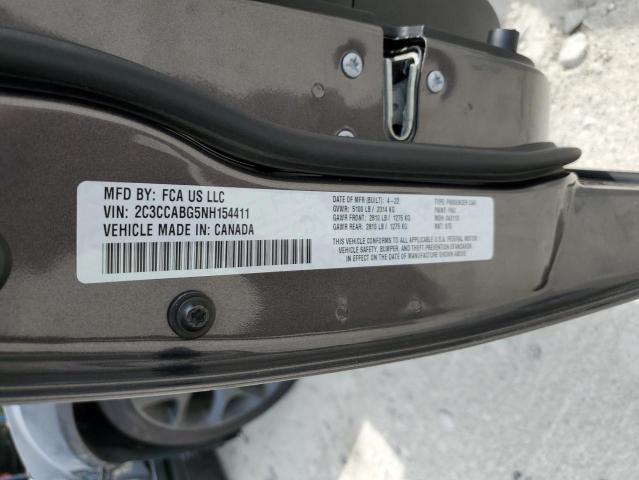 MFD BY: FCA US LLC
VIN: 2C3CCABG5NH154411
VEHICLE MADE IN: CANADA
DATE OF MFR (BUILT): 4-22
GVWR: 5100 LB / 2314 KG
GAWR FRONT: 2810 LB / 1275 KG
GAWR REAR: 2810 LB / 1275 KG
TYPE: PASSENGER CAR
PAINT:
MDH:
THIS VEHICLE CONFORMS TO ALL APPLICABLE U.S.A. FEDERAL MOTOR
VEHICLE SAFETY, BUMPER, AND THEFT PREVENTION STANDARDS
IN EFFECT ON THE DATE OF MANUFACTURE SHOWN ABOVE.